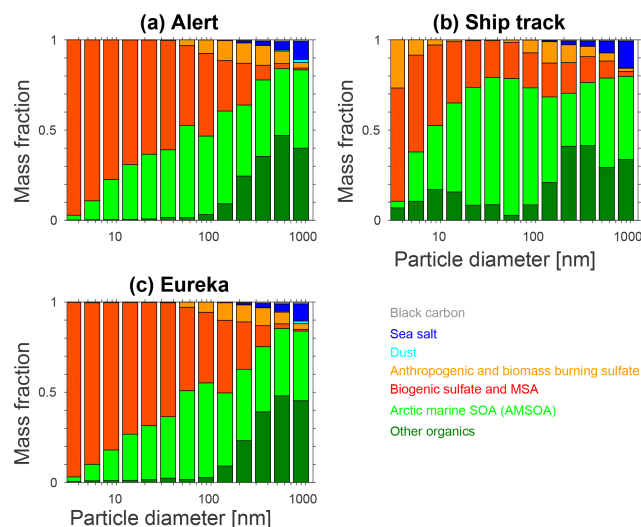 (a) Alert
(b) Ship track
1
0.5
0
Mass fraction
10
100
1000
1
0.5
0
Mass fraction
10
100
1000
Particle diameter [nm]
(c) Eureka
1
0.5
0
Mass fraction
10
100
1000
Particle diameter [nm]
Black carbon
Sea salt
Dust
Anthropogenic and biomass burning sulfate
Biogenic sulfate and MSA
Arctic marine SOA (AMSOA)
Other organics